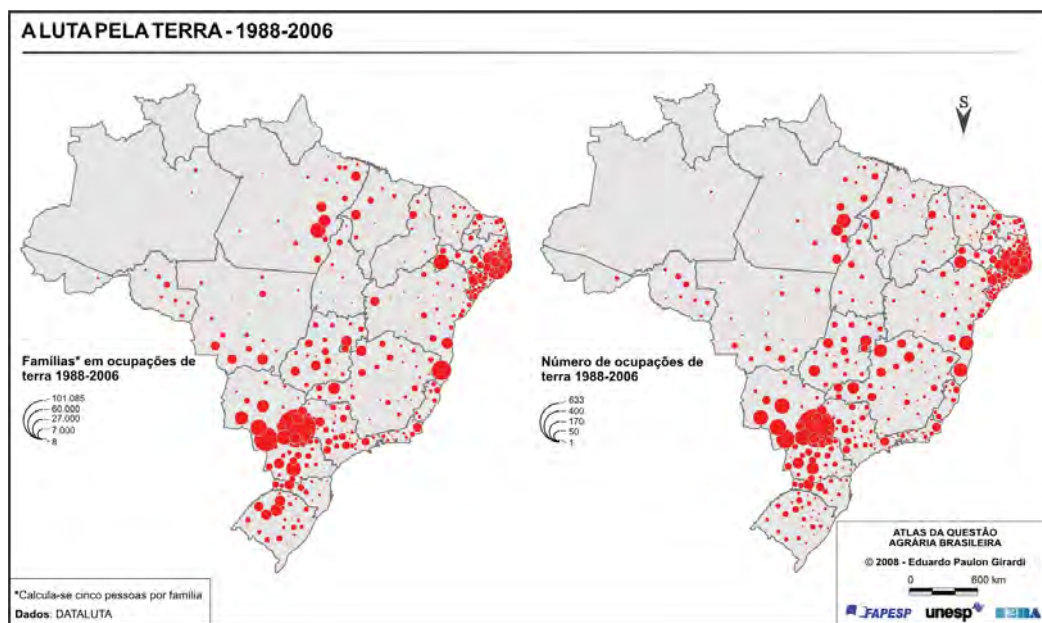 A LUTA PELA TERRA - 1988-2006
S
Famílias* em ocupações de
terra 1988-2006
101.085
60.000
27.000
7.000
8
Número de ocupações de
terra 1988-2006
633
400
170
50
1
*Calcula-se cinco pessoas por família
Dados: DATALUTA
ATLAS DA QUESTÃO
AGRÁRIA BRASILEIRA
© 2008 - Eduardo Paulon Girardi
0 600 km
FAPESP unesp